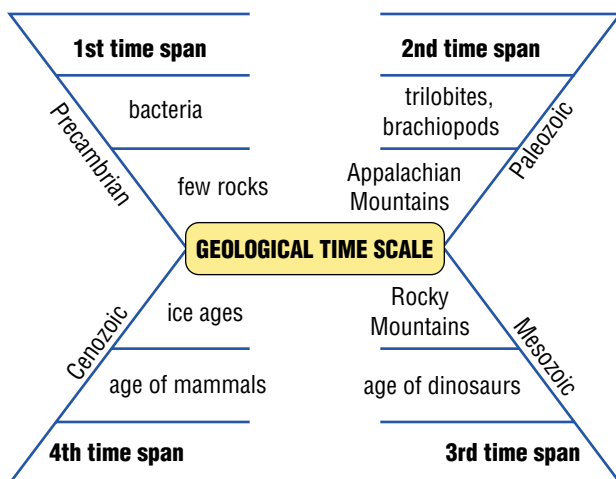 1st time span
bacteria
few rocks
Precambrian
2nd time span
trilobites,
brachiopods
Appalachian
Mountains
Paleozoic
GEOLOGICAL TIME SCALE
Cenozoic
ice ages
age of mammals
4th time span
Rocky
Mountains
age of dinosaurs
3rd time span
Mesozoic